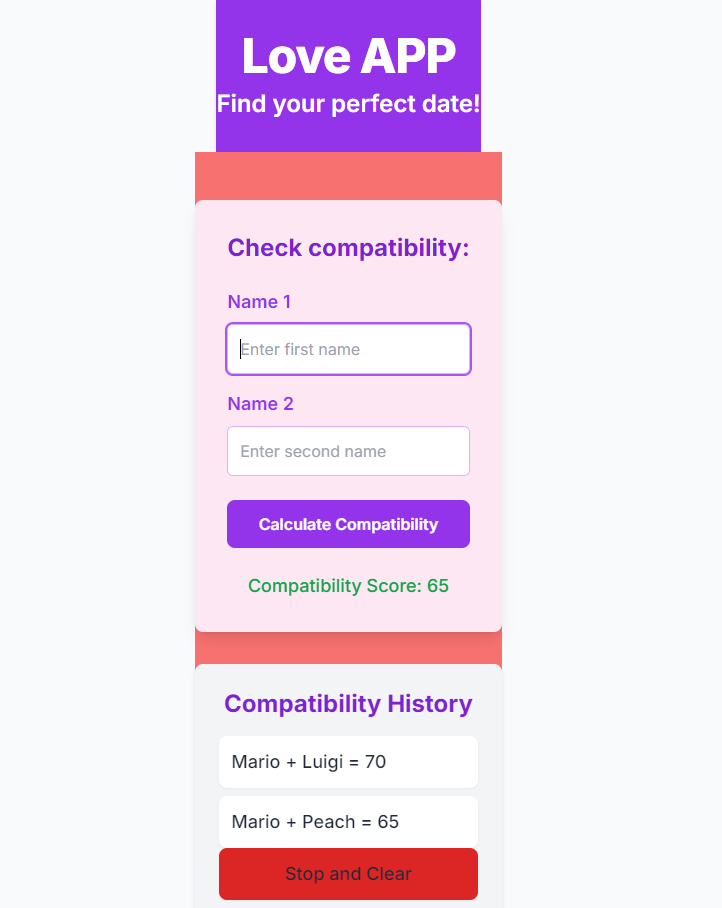 Love APP
Find your perfect date!
Check compatibility:
Name 1
Enter first name
Name 2
Enter second name
Calculate Compatibility
Compatibility Score: 65
Compatibility History
Mario + Luigi = 70
Mario + Peach = 65
Stop and Clear